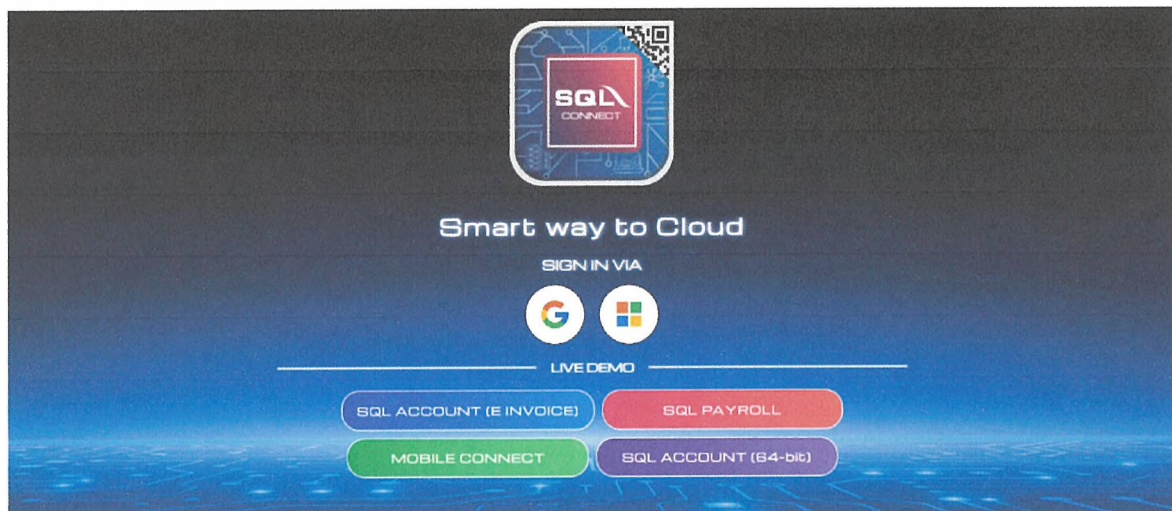 SQL
CONNECT
Smart way to Cloud
SIGN IN VIA
LIVE DEMO
SQL ACCOUNT (E INVOICE)
SQL PAYROLL
MOBILE CONNECT
SQL ACCOUNT (64-bit)